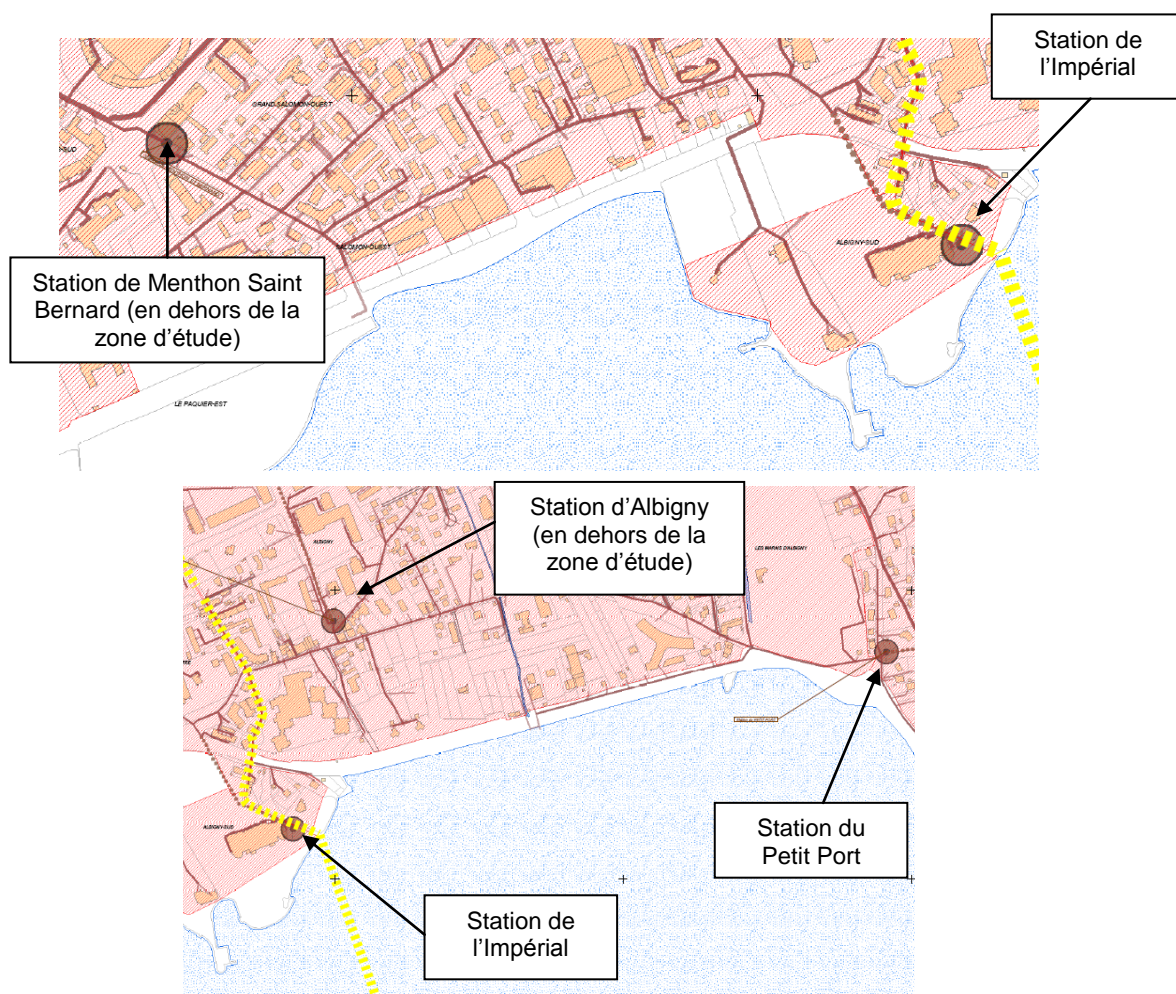 Station de
l'Impérial
GRAND-SALOMON-OUEST
SALOMON-OUEST
ALBIGNY-SUD
Station de Menthon Saint
Bernard (en dehors de la
zone d'étude)
LE PAQUIER-EST
Station d'Albigny
(en dehors de la
zone d'étude)
ALBIGNY
LES MARAIS D'ALBIGNY
ALBIGNY-SUD
Station du
Petit Port
Station de
l'Impérial